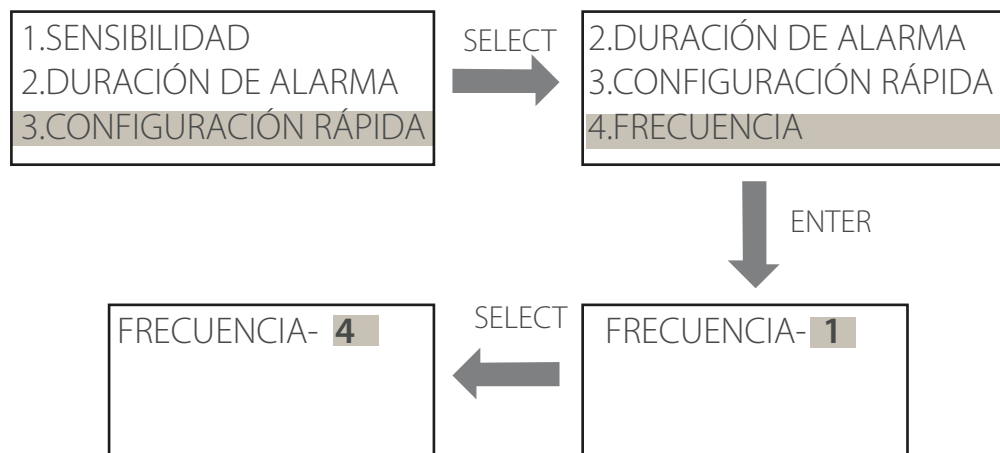 1.SENSIBILIDAD
2.DURACIÓN DE ALARMA
3.CONFIGURACIÓN RÁPIDA
SELECT
2.DURACIÓN DE ALARMA
3.CONFIGURACIÓN RÁPIDA
4.FRECUENCIA
ENTER
FRECUENCIA- 1
SELECT
FRECUENCIA- 4